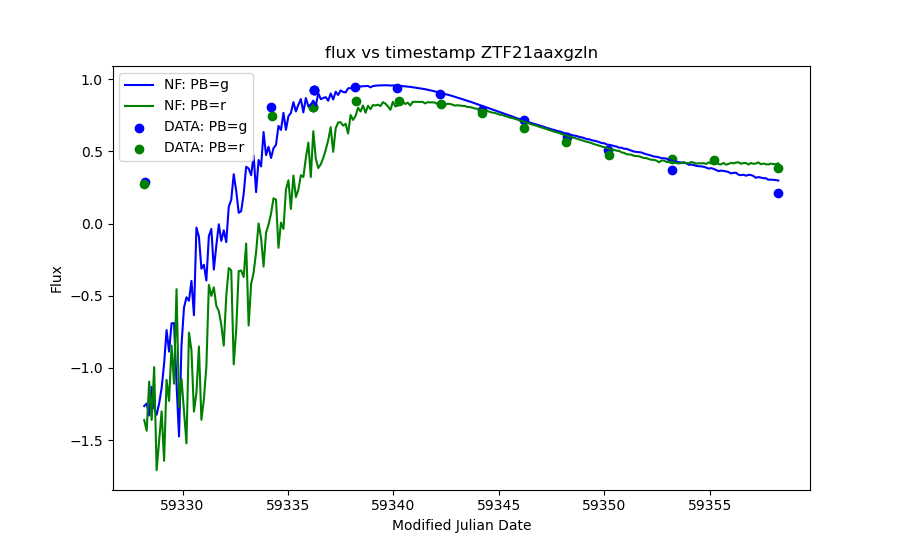 flux vs timestamp ZTF21aaxgzln
NF: PB=g
NF: PB=r
DATA: PB=g
DATA: PB=r
Flux
1.0
0.5
0.0
−0.5
−1.0
−1.5
59330 59335 59340 59345 59350 59355
Modified Julian Date